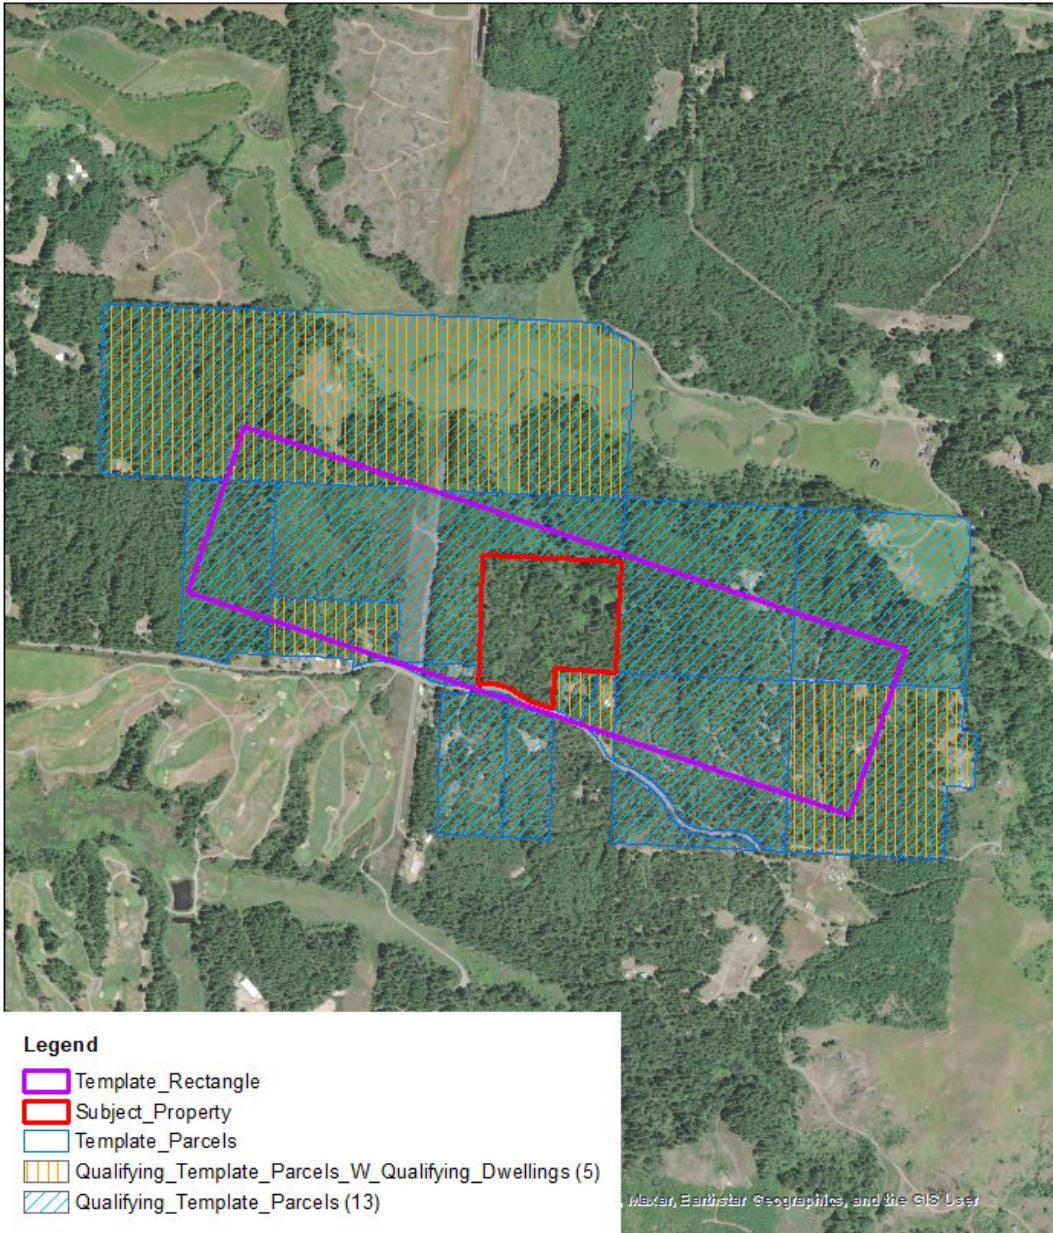 Legend
Template_Rectangle
Subject_Property
Template_Parcels
Qualifying_Template_Parcels_W_Qualifying_Dwellings (5)
Qualifying_Template_Parcels (13)
, Maxar, Earthstar Geographics, and the GIS User